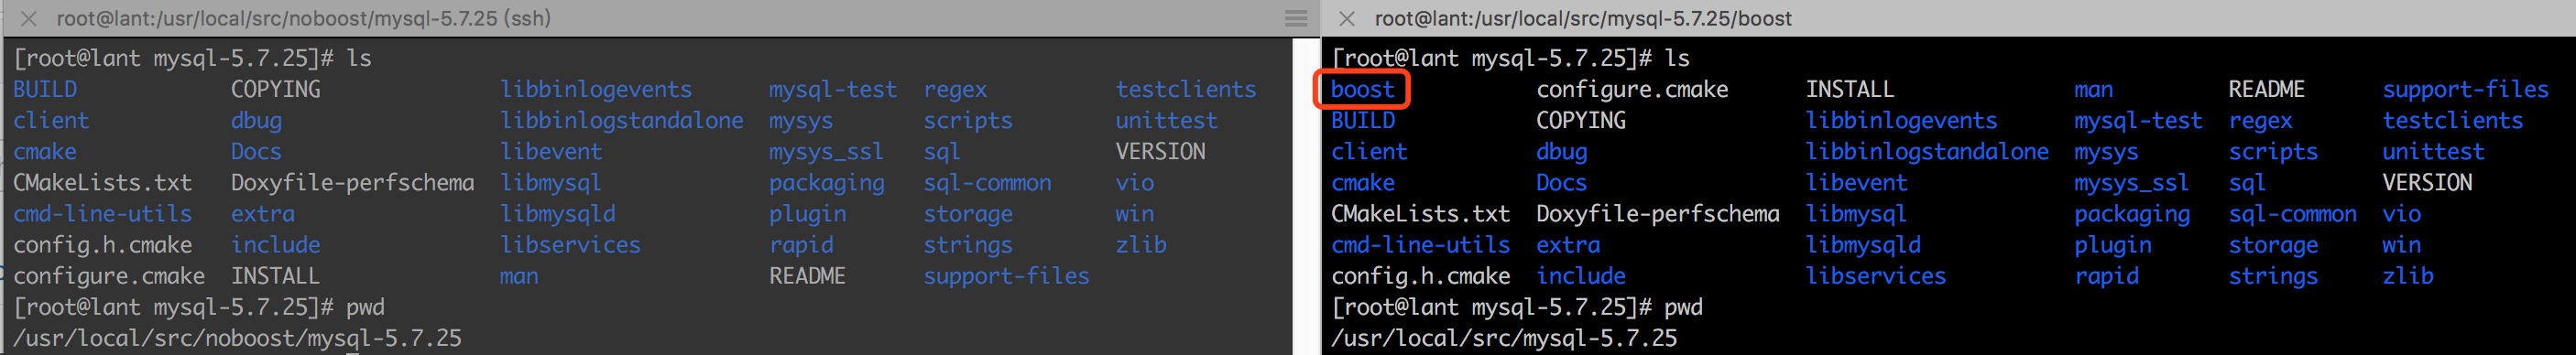 root@lant:/usr/local/src/noboost/mysql-5.7.25 (ssh)
[root@lant mysql-5.7.25]# ls
BUILD COPYING libbinlogevents mysql-test regex testclients
client dbug libbinlogstandalone mysys scripts unittest
cmake Docs libevent mysys_ssl sql VERSION
CMakeLists.txt Doxyfile-perfschema libmysql packaging sql-common vio
cmd-line-utils extra libmysqld plugin storage win
config.h.cmake include libservices rapid strings zlib
configure.cmake INSTALL man README support-files
[root@lant mysql-5.7.25]# pwd
/usr/local/src/noboost/mysql-5.7.25
root@lant:/usr/local/src/mysql-5.7.25/boost
[root@lant mysql-5.7.25]# ls
boost configure.cmake INSTALL man README support-files
BUILD COPYING libbinlogevents mysql-test regex testclients
client dbug libbinlogstandalone mysys scripts unittest
cmake Docs libevent mysys_ssl sql VERSION
CMakeLists.txt Doxyfile-perfschema libmysql packaging sql-common vio
cmd-line-utils extra libmysqld plugin storage win
config.h.cmake include libservices rapid strings zlib
[root@lant mysql-5.7.25]# pwd
/usr/local/src/mysql-5.7.25